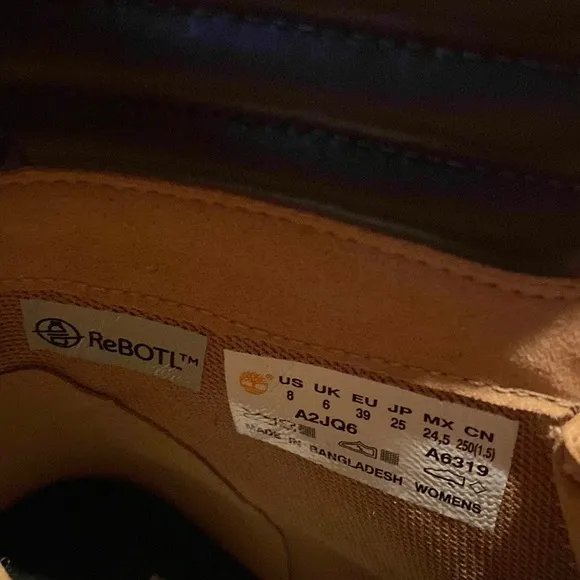 ReBOTL™
US UK EU JP MX CN
8 6 39 25 24,5 250(1.5)
A2JQ6 A6319
MADE IN BANGLADESH WOMENS